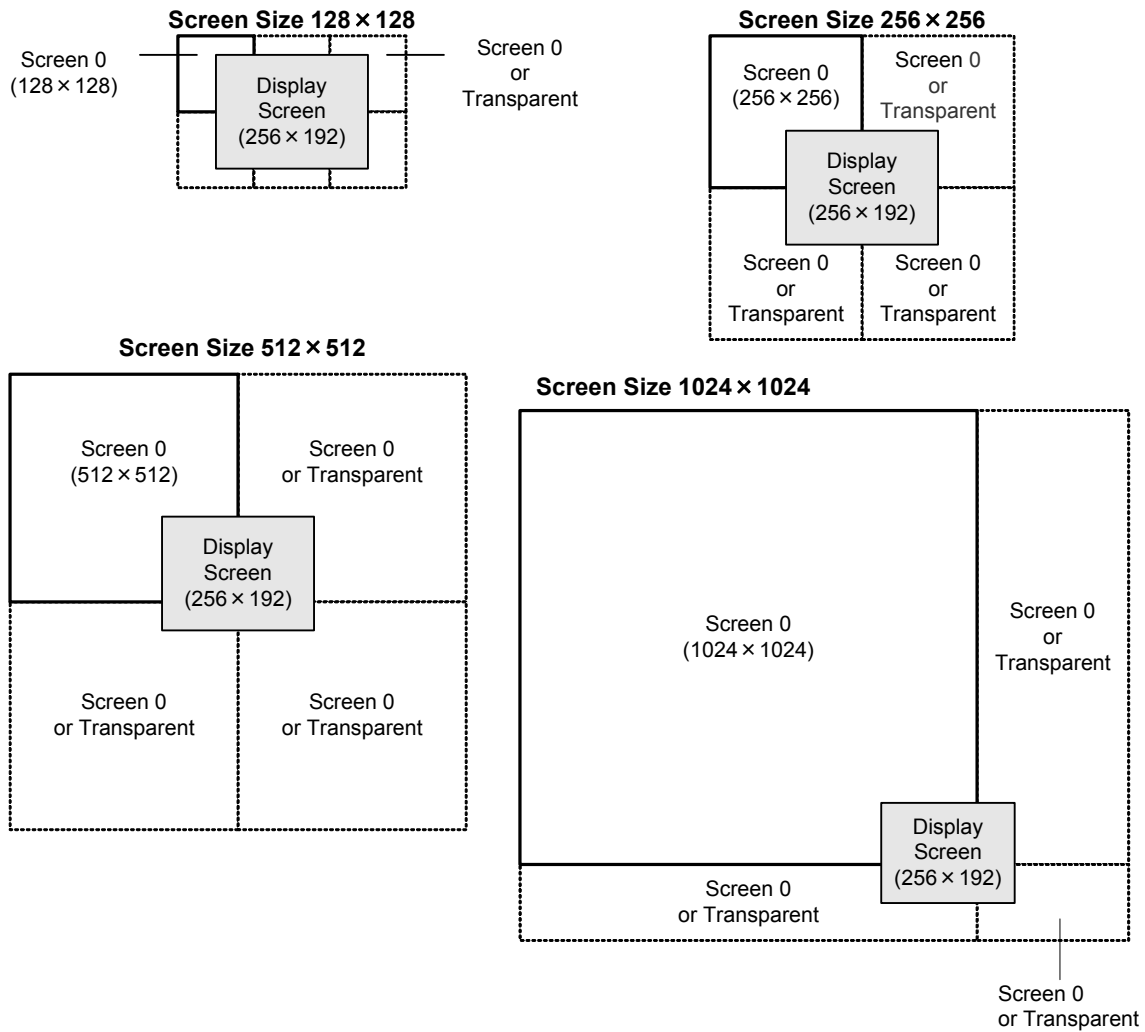 Screen Size 128×128
Screen 0
(128×128)
Display
Screen
(256×192)
Screen 0
or
Transparent
Screen Size 256×256
Screen 0
(256×256)
Screen 0
or
Transparent
Display
Screen
(256×192)
Screen 0
or
Transparent
Screen 0
or
Transparent
Screen Size 512×512
Screen 0
(512×512)
Screen 0
or Transparent
Display
Screen
(256×192)
Screen 0
or Transparent
Screen 0
or Transparent
Screen Size 1024×1024
Screen 0
(1024×1024)
Screen 0
or
Transparent
Display
Screen
(256×192)
Screen 0
or Transparent
Screen 0
or Transparent